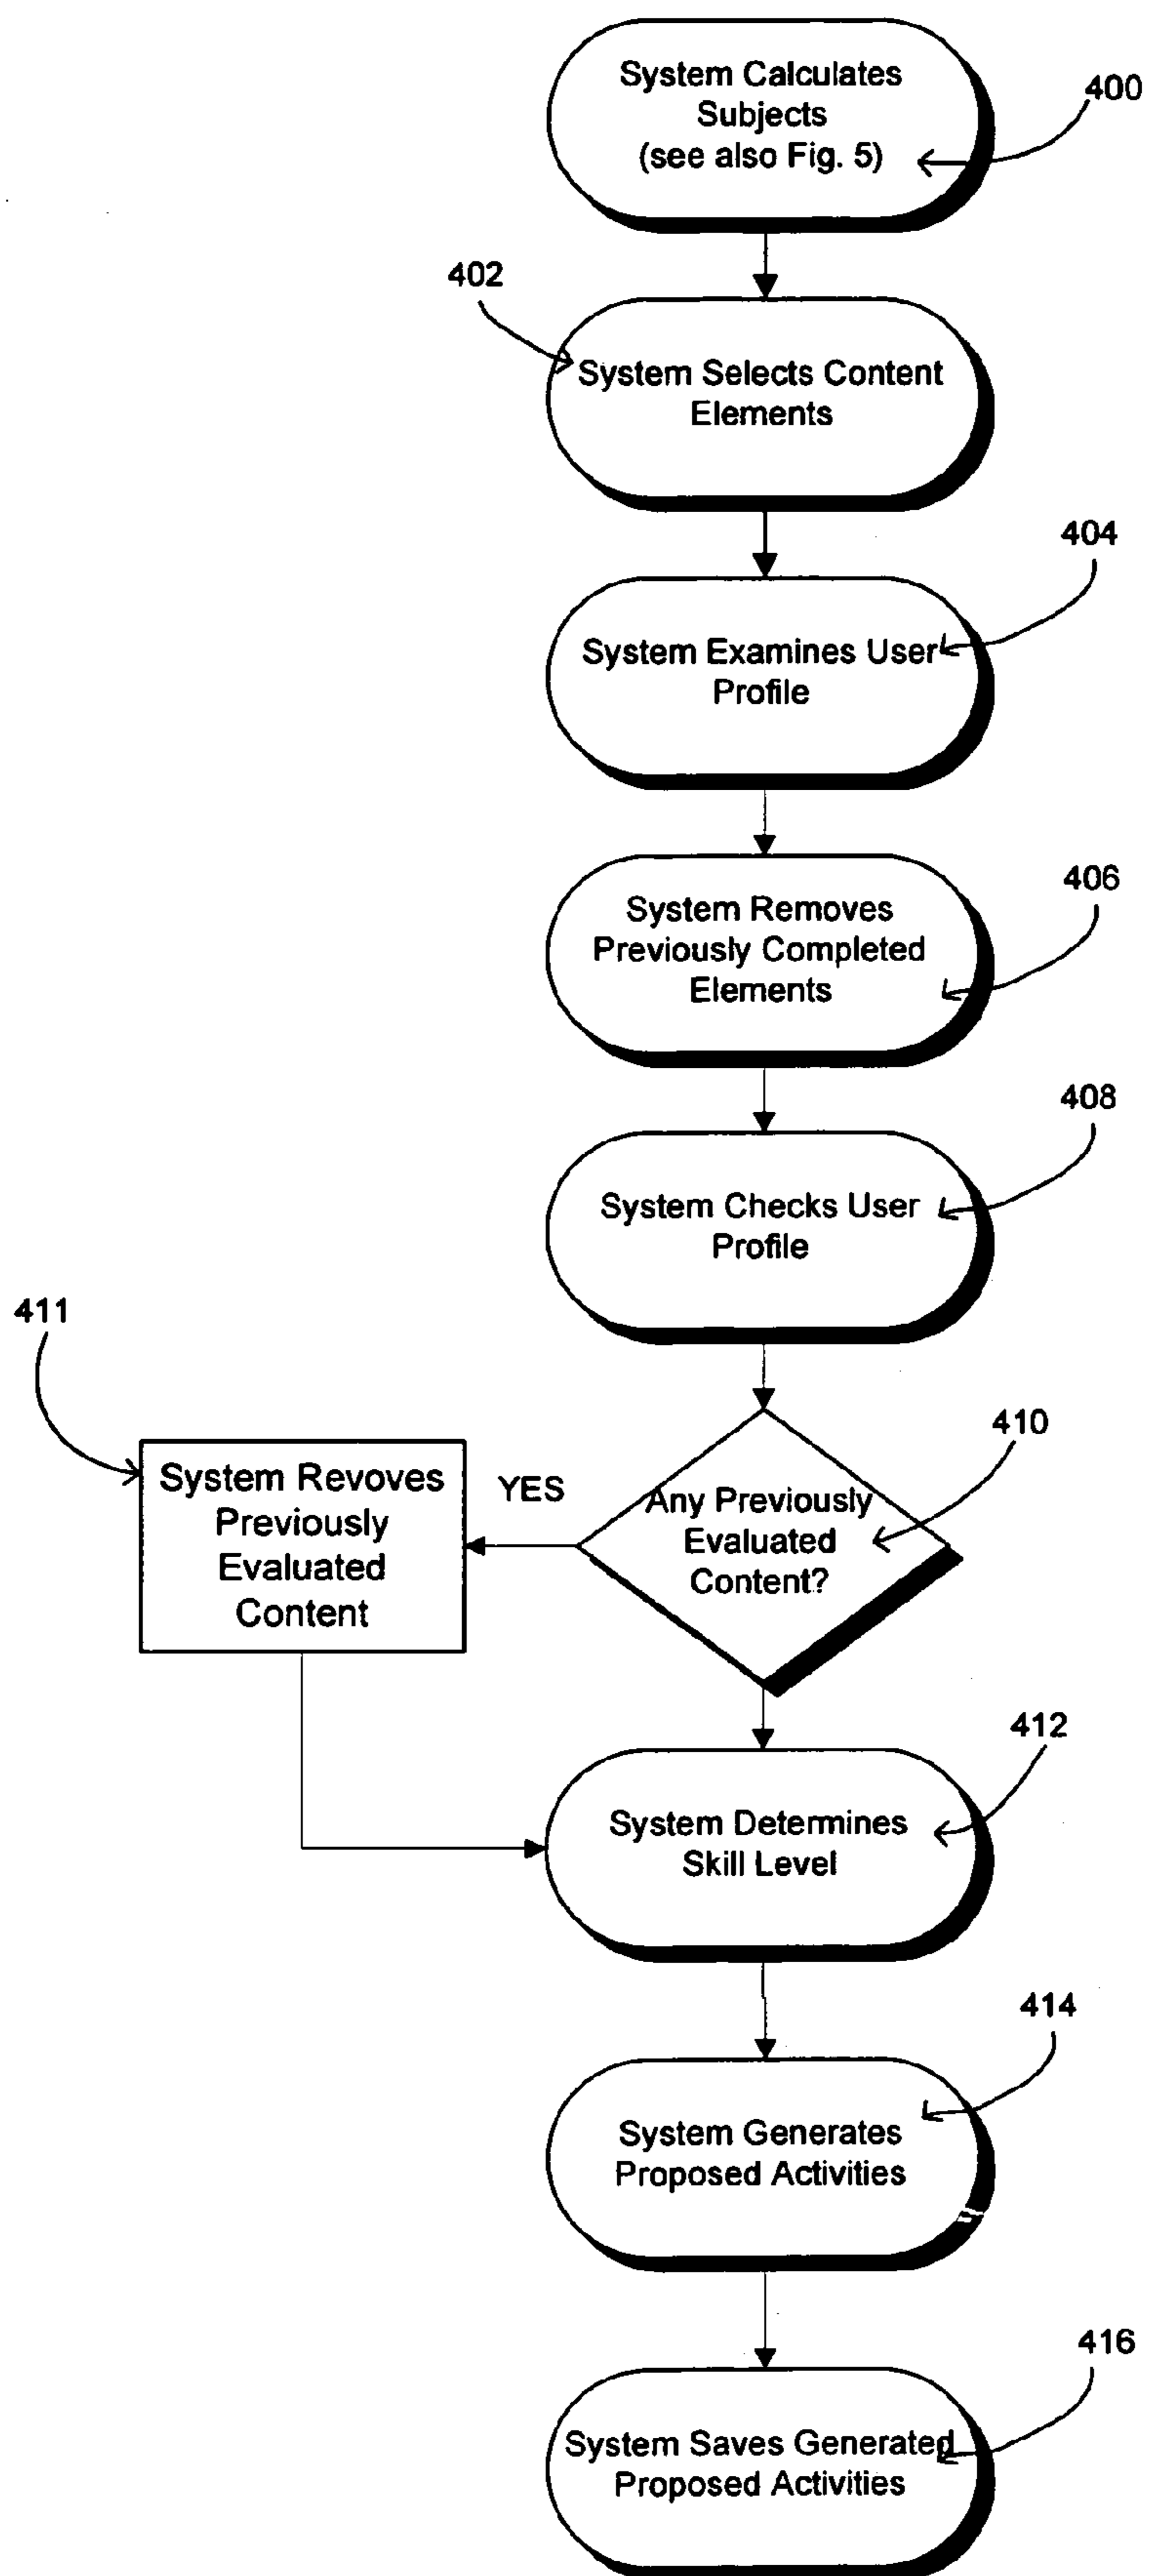 System Calculates
Subjects
(see also Fig. 5)
400
402
System Selects Content
Elements
404
System Examines User
Profile
406
System Removes
Previously Completed
Elements
408
System Checks User
Profile
411
410
System Revoves
Previously
Evaluated
Content
YES
Any Previously
Evaluated
Content?
412
System Determines
Skill Level
414
System Generates
Proposed Activities
416
System Saves Generated
Proposed Activities